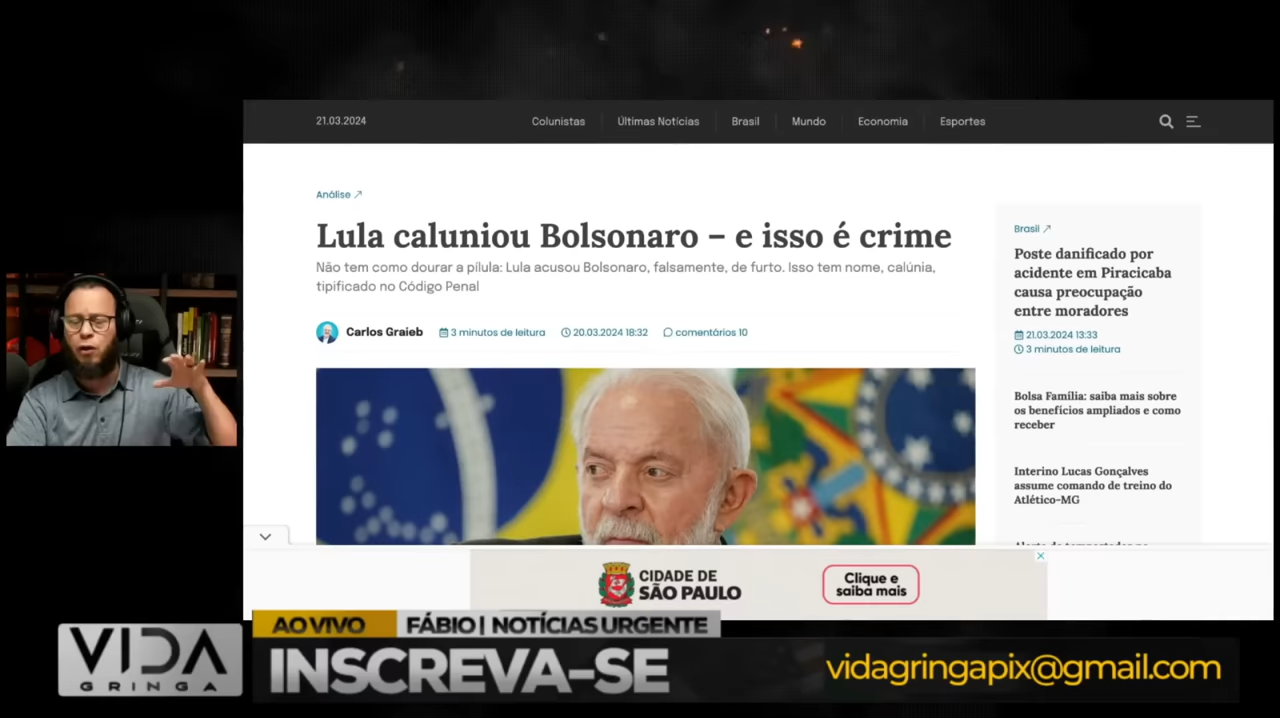 21.03.2024
Colunistas
Últimas Notícias
Brasil
Mundo
Economia
Esportes
Análise
Lula caluniou Bolsonaro – e isso é crime
Não tem como dourar a pílula: Lula acusou Bolsonaro, falsamente, de furto. Isso tem nome, calúnia,
tipificado no Código Penal
Carlos Graieb
3 minutos de leitura
20.03.2024 18:32
comentários 10
Brasil
Poste danificado por
acidente em Piracicaba
causa preocupação
entre moradores
21.03.2024 13:33
3 minutos de leitura
Bolsa Família: saiba mais sobre
os benefícios ampliados e como
receber
Interino Lucas Gonçalves
assume comando de treino do
Atlético-MG
CIDADE DE
SÃO PAULO
Clique e
saiba mais
AO VIVO
FÁBIO | NOTÍCIAS URGENTE
VIDA
GRINGA
INSCREVA-SE
vidagringapix@gmail.com